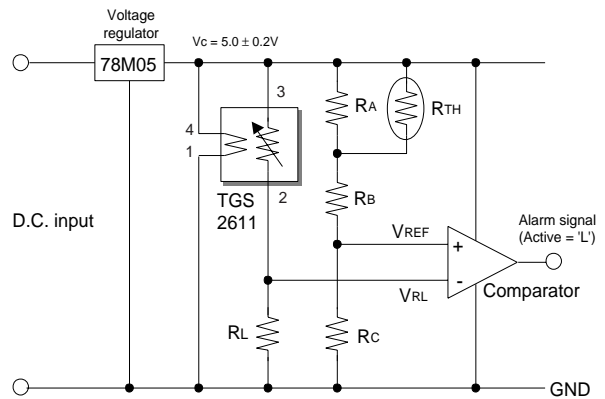 Voltage
regulator
78M05
Vc = 5.0 ± 0.2V
3
4
1
2
TGS
2611
RA
RTH
RB
D.C. input
VREF
+
-
VRL
Comparator
Alarm signal
(Active = 'L')
RL
RC
GND